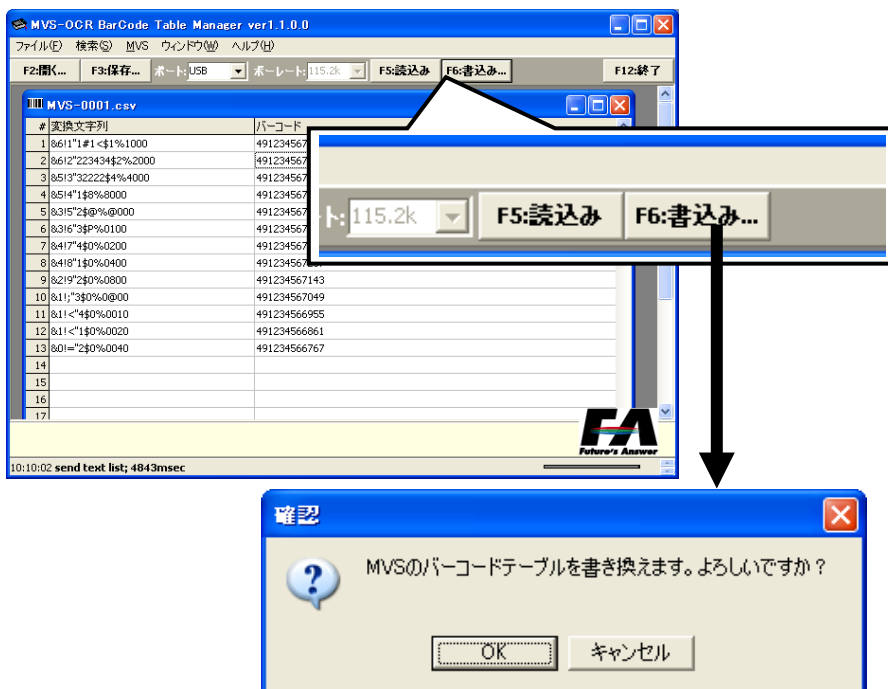 MVS-OCR BarCode Table Manager ver1.1.0.0
ファイル(F) 検索(S) MVS ウィンドウ(W) ヘルプ(H)
F2:開く... F3:保存... ポート: USB ボーレート: 115.2k F5:読込み F6:書込み... F12:終了
MVS-0001.csv
# 変換文字列 バーコード
1 &6!1"1#1<$1%1000 491234567
2 &6!2"223434$2%2000 491234567
3 &5!3"32222$4%4000 491234567
4 &5!4"1$8%8000 491234567
5 &3!5"2$@%@000 491234567
6 &3!6"3$P%0100 491234567
7 &4!7"4$0%0200 491234567
8 &4!8"1$0%0400 491234567
9 &2!9"2$0%0800 491234567143
10 &1!;"3$0%0@00 491234567049
11 &1!<"4$0%0010 491234566955
12 &1!<"1$0%0020 491234566861
13 &0!="2$0%0040 491234566767
14
15
16
17
ート: 115.2k F5:読込み F6:書込み...
FA
Future's Answer
10:10:02 send text list; 4843msec
確認
MVSのバーコードテーブルを書き換えます。よろしいですか？
OK キャンセル